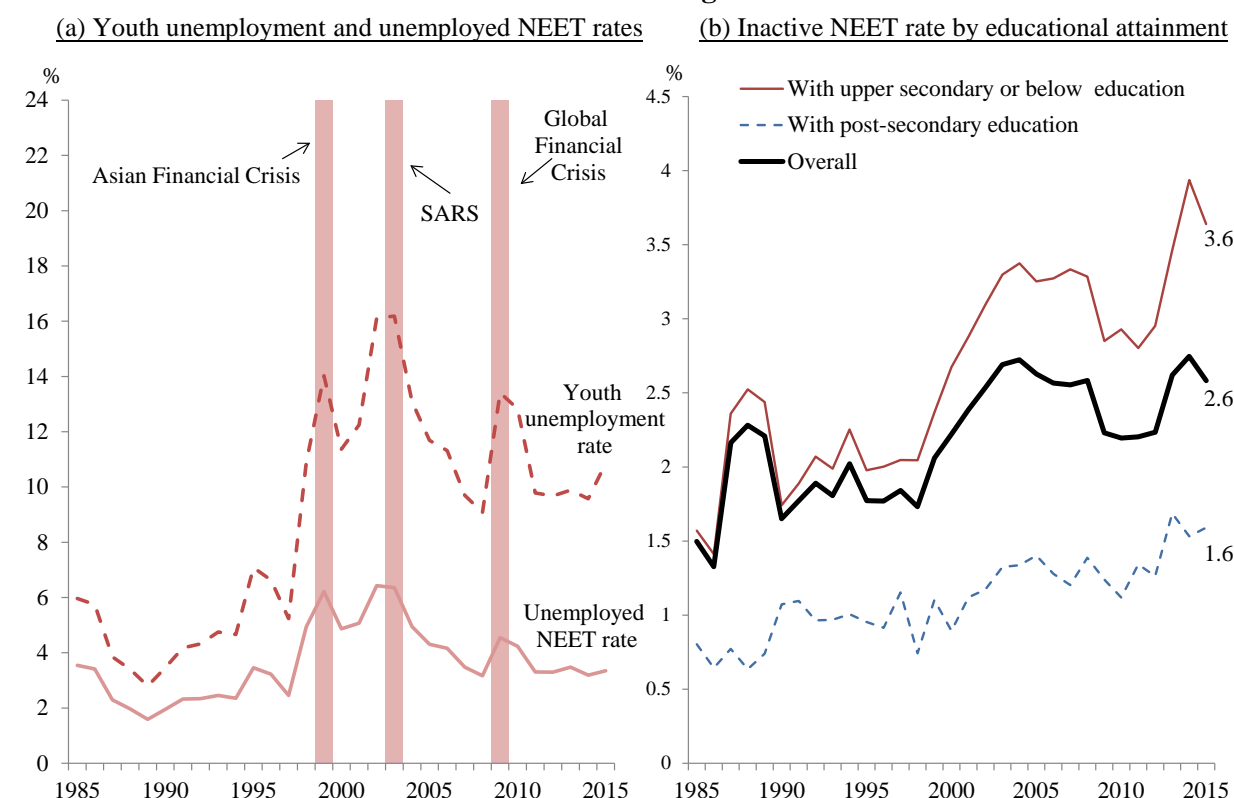 (a) Youth unemployment and unemployed NEET rates
%
24
22
20
18
16
14
12
10
8
6
4
2
0
1985
1990
1995
2000
2005
2010
2015
Asian Financial Crisis
SARS
Global
Financial
Crisis
Youth
unemployment
rate
Unemployed
NEET rate
(b) Inactive NEET rate by educational attainment
%
4.5
4
3.5
3
2.5
2
1.5
1
0.5
0
1985
1990
1995
2000
2005
2010
2015
With upper secondary or below education
With post-secondary education
Overall
3.6
2.6
1.6